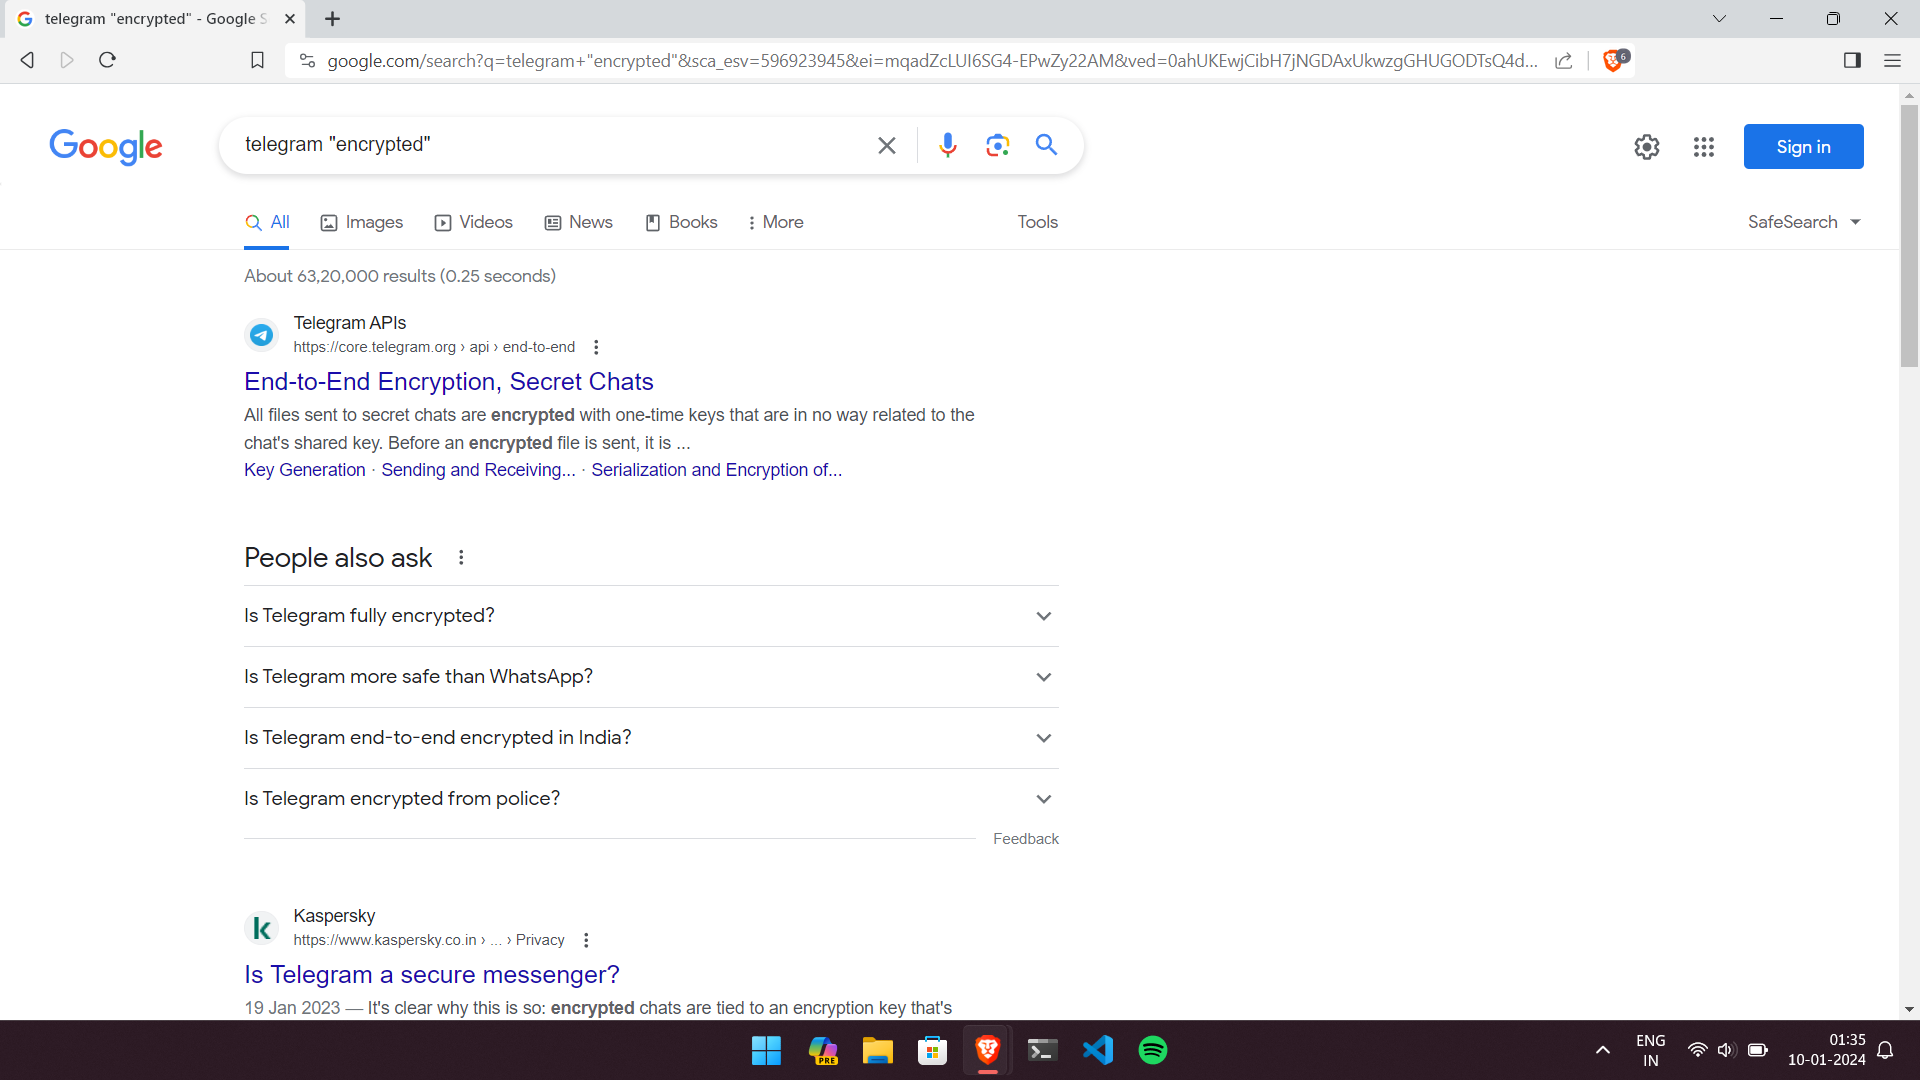 telegram "encrypted" - Google S
google.com/search?q=telegram+"encrypted"&sca_esv=596923945&ei=mqadZcLUI6SG4-EPwZy22AM&ved=0ahUKEwjCibH7jNGDAxUkwzgGHUGODTsQ4d...
6
Google
telegram "encrypted"
Sign in
All
Images
Videos
News
Books
More
Tools
SafeSearch
About 63,20,000 results (0.25 seconds)
Telegram APIs
https://core.telegram.org › api › end-to-end
End-to-End Encryption, Secret Chats
All files sent to secret chats are encrypted with one-time keys that are in no way related to the
chat's shared key. Before an encrypted file is sent, it is ...
Key Generation · Sending and Receiving... · Serialization and Encryption of...
People also ask
Is Telegram fully encrypted?
Is Telegram more safe than WhatsApp?
Is Telegram end-to-end encrypted in India?
Is Telegram encrypted from police?
Feedback
Kaspersky
https://www.kaspersky.co.in › ... › Privacy
Is Telegram a secure messenger?
19 Jan 2023 — It's clear why this is so: encrypted chats are tied to an encryption key that's
PRE
ENG
IN
01:35
10-01-2024